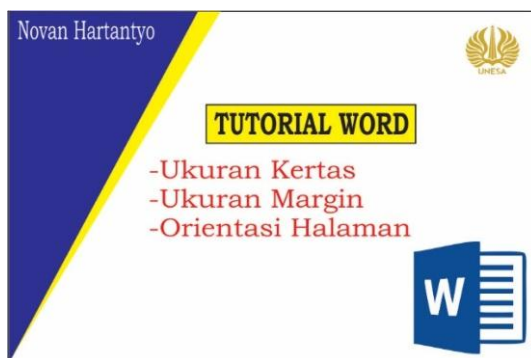 Novan Hartantyo
UNESA
TUTORIAL WORD
-Ukuran Kertas
-Ukuran Margin
-Orientasi Halaman
W